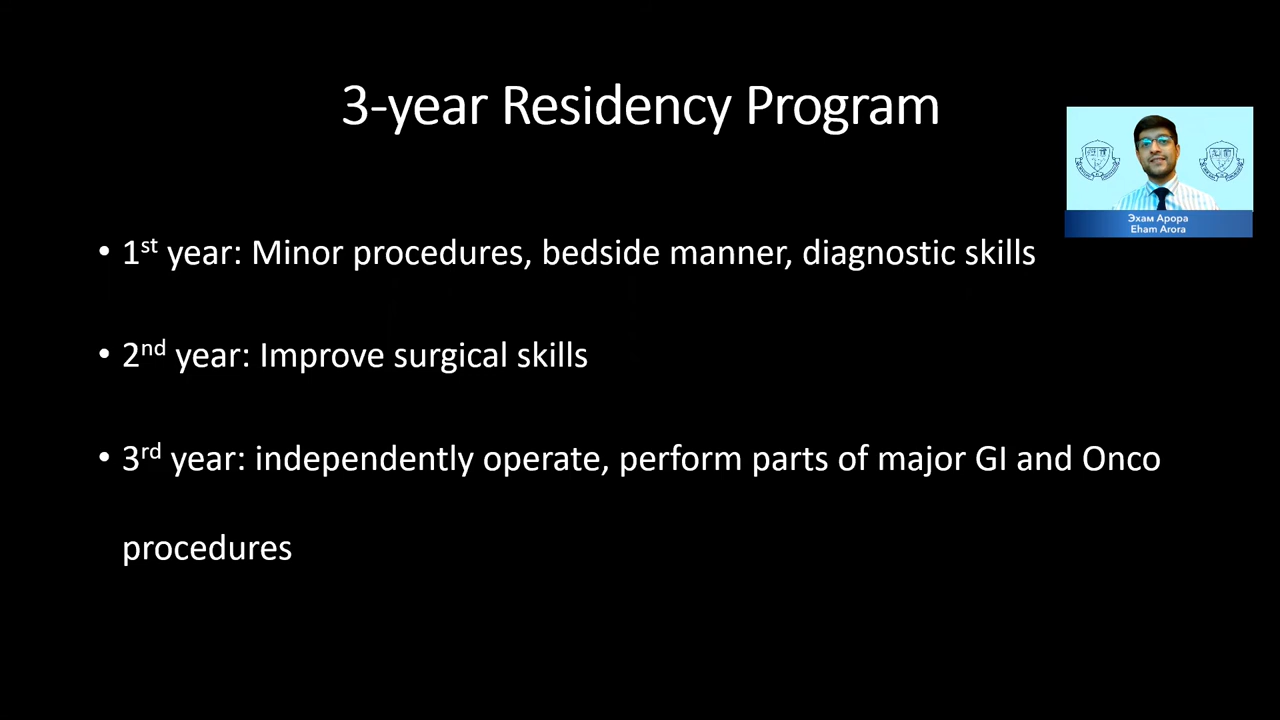 3-year Residency Program
Эхам Арора
Eham Arora
• 1st year: Minor procedures, bedside manner, diagnostic skills
• 2nd year: Improve surgical skills
• 3rd year: independently operate, perform parts of major GI and Onco
procedures